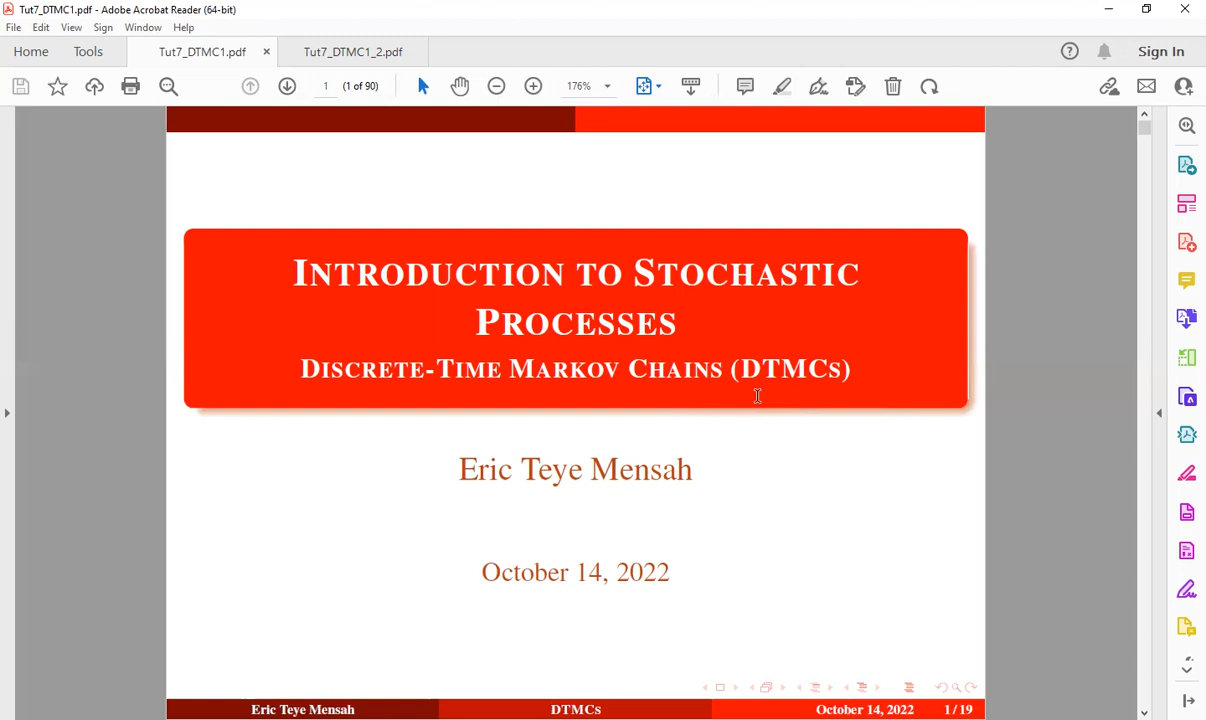 Tut7_DTMC1.pdf - Adobe Acrobat Reader (64-bit)
File Edit View Sign Window Help
Home Tools Tut7_DTMC1.pdf × Tut7_DTMC1_2.pdf Sign In
1 (1 of 90) 176%
INTRODUCTION TO STOCHASTIC
PROCESSES
DISCRETE-TIME MARKOV CHAINS (DTMCS)
Eric Teye Mensah
October 14, 2022
Eric Teye Mensah DTMCs October 14, 2022 1 / 19